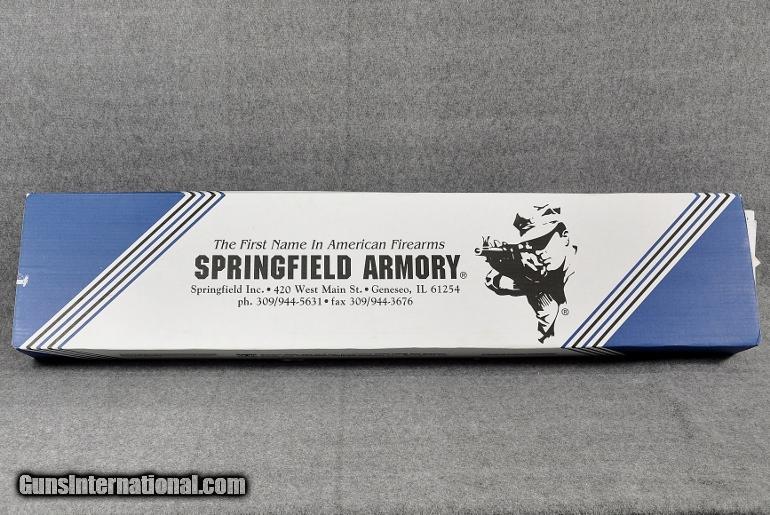 The First Name In American Firearms
SPRINGFIELD ARMORY®
Springfield Inc. • 420 West Main St. • Geneseo, IL 61254
ph. 309/944-5631 • fax 309/944-3676
®
GunsInternational.com